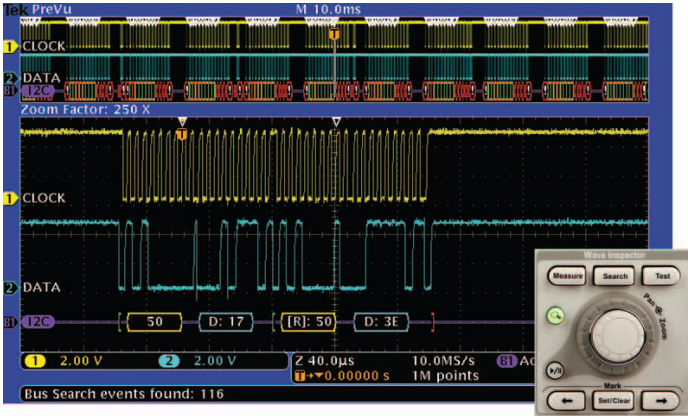 Tek PreVu M 10.0ms
1 CLOCK
2 DATA
B1 I2C
Zoom Factor: 250 X
T
1 CLOCK
2 DATA
B1 I2C 50 D: 17 [R]: 50 D: 3E
1 2.00 V 2 2.00 V Z 40.0µs 10.0MS/s B1
T→▼0.00000 s 1M points
Bus Search events found: 116
Wave Inspector
Measure Search Test
Pan Zoom
Mark
← Set/Clear →